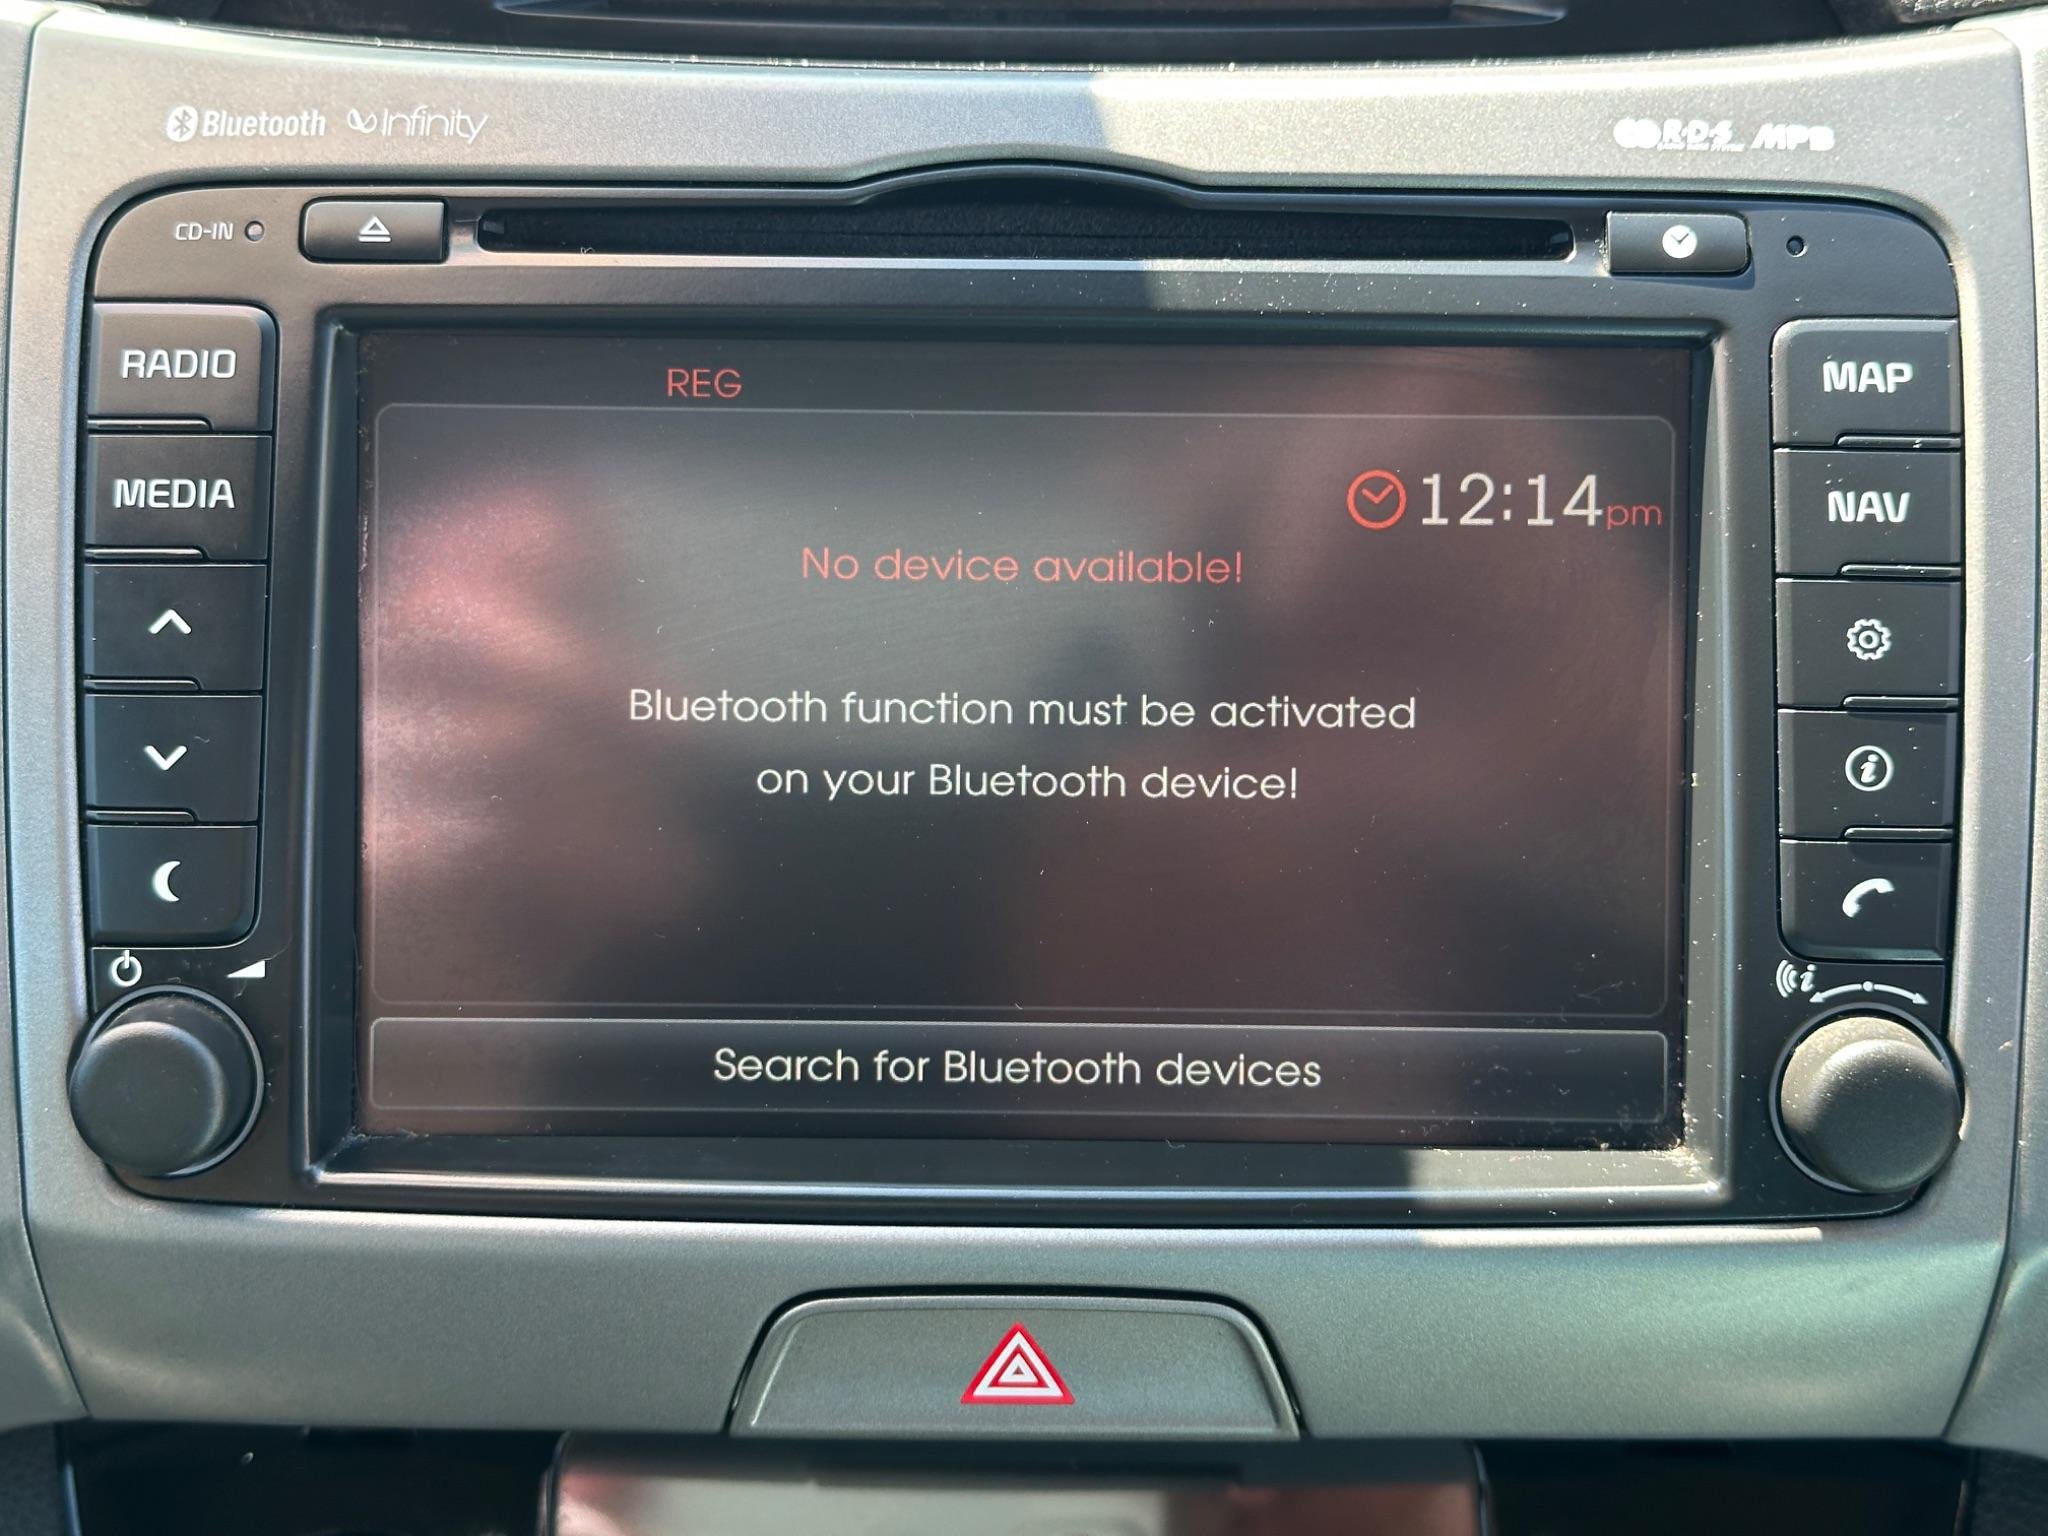 Bluetooth Infinity
R·D·S MP3
CD-IN
RADIO
MEDIA
MAP
NAV
REG
12:14pm
No device available!
Bluetooth function must be activated
on your Bluetooth device!
Search for Bluetooth devices